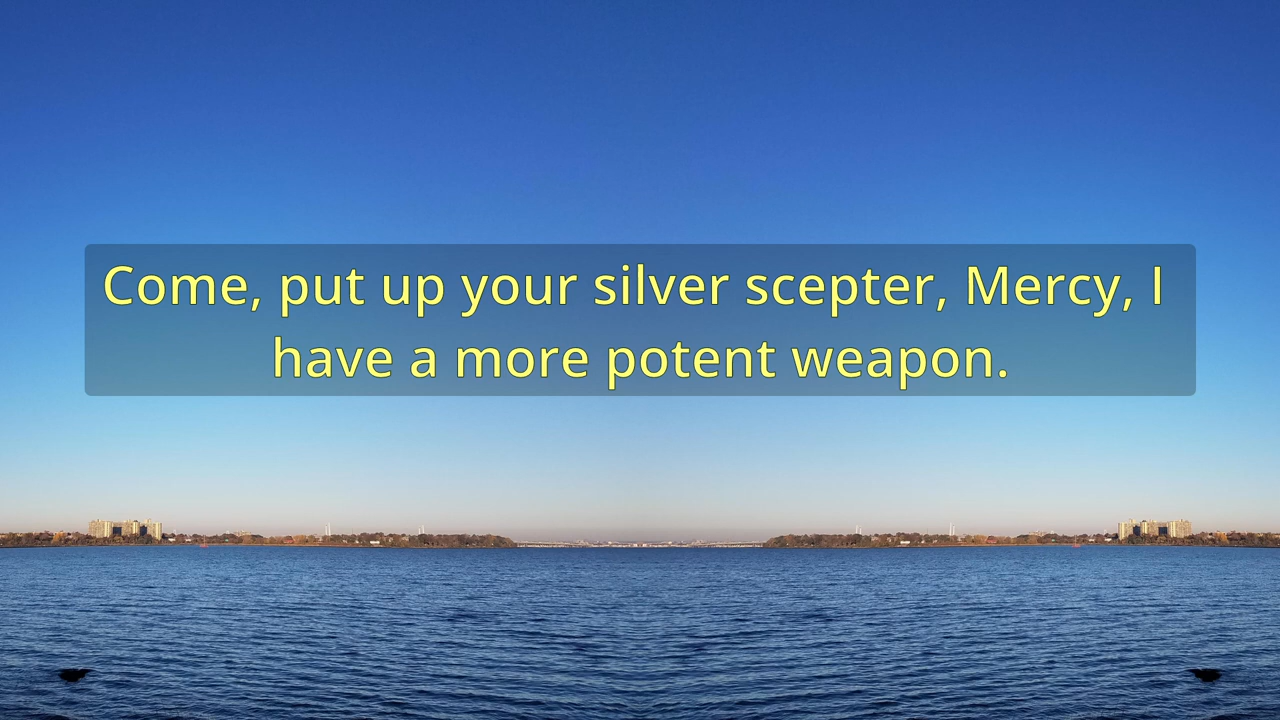 Come, put up your silver scepter, Mercy, I
have a more potent weapon.